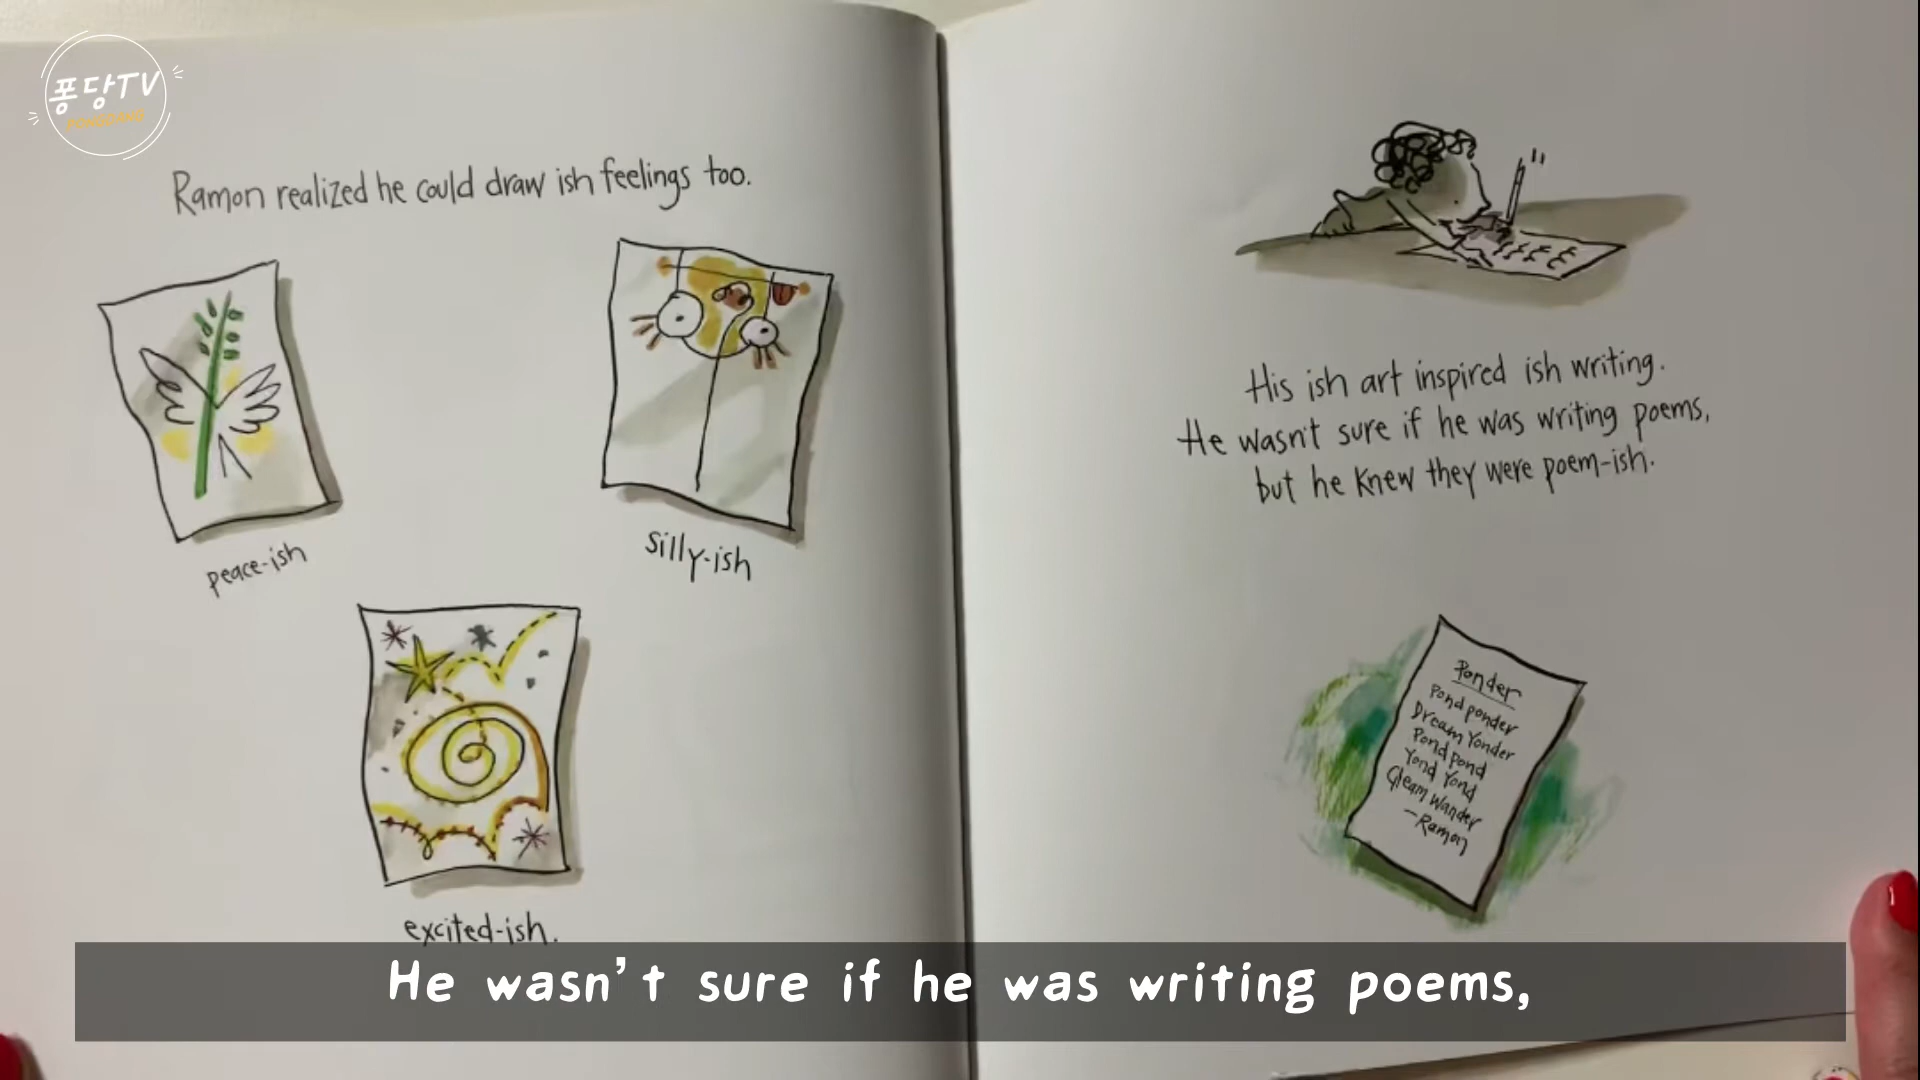 퐁당TV
PONGDANG
Ramon realized he could draw ish feelings too.
peace-ish
silly-ish
excited-ish.
His ish art inspired ish writing.
He wasn't sure if he was writing poems,
but he knew they were poem-ish.
Ponder
Pond ponder
Dream Yonder
Pond pond
Yond Yond
Gleam Wander
—Ramon
He wasn't sure if he was writing poems,